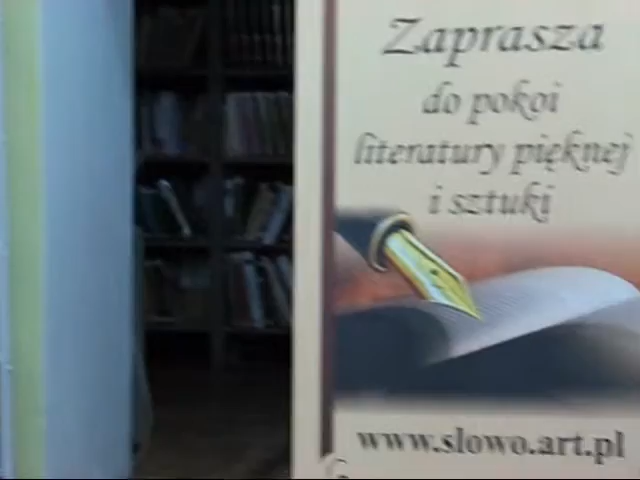 Zaprasza
do pokoi
literatury pięknej
i sztuki
www.slowo.art.pl